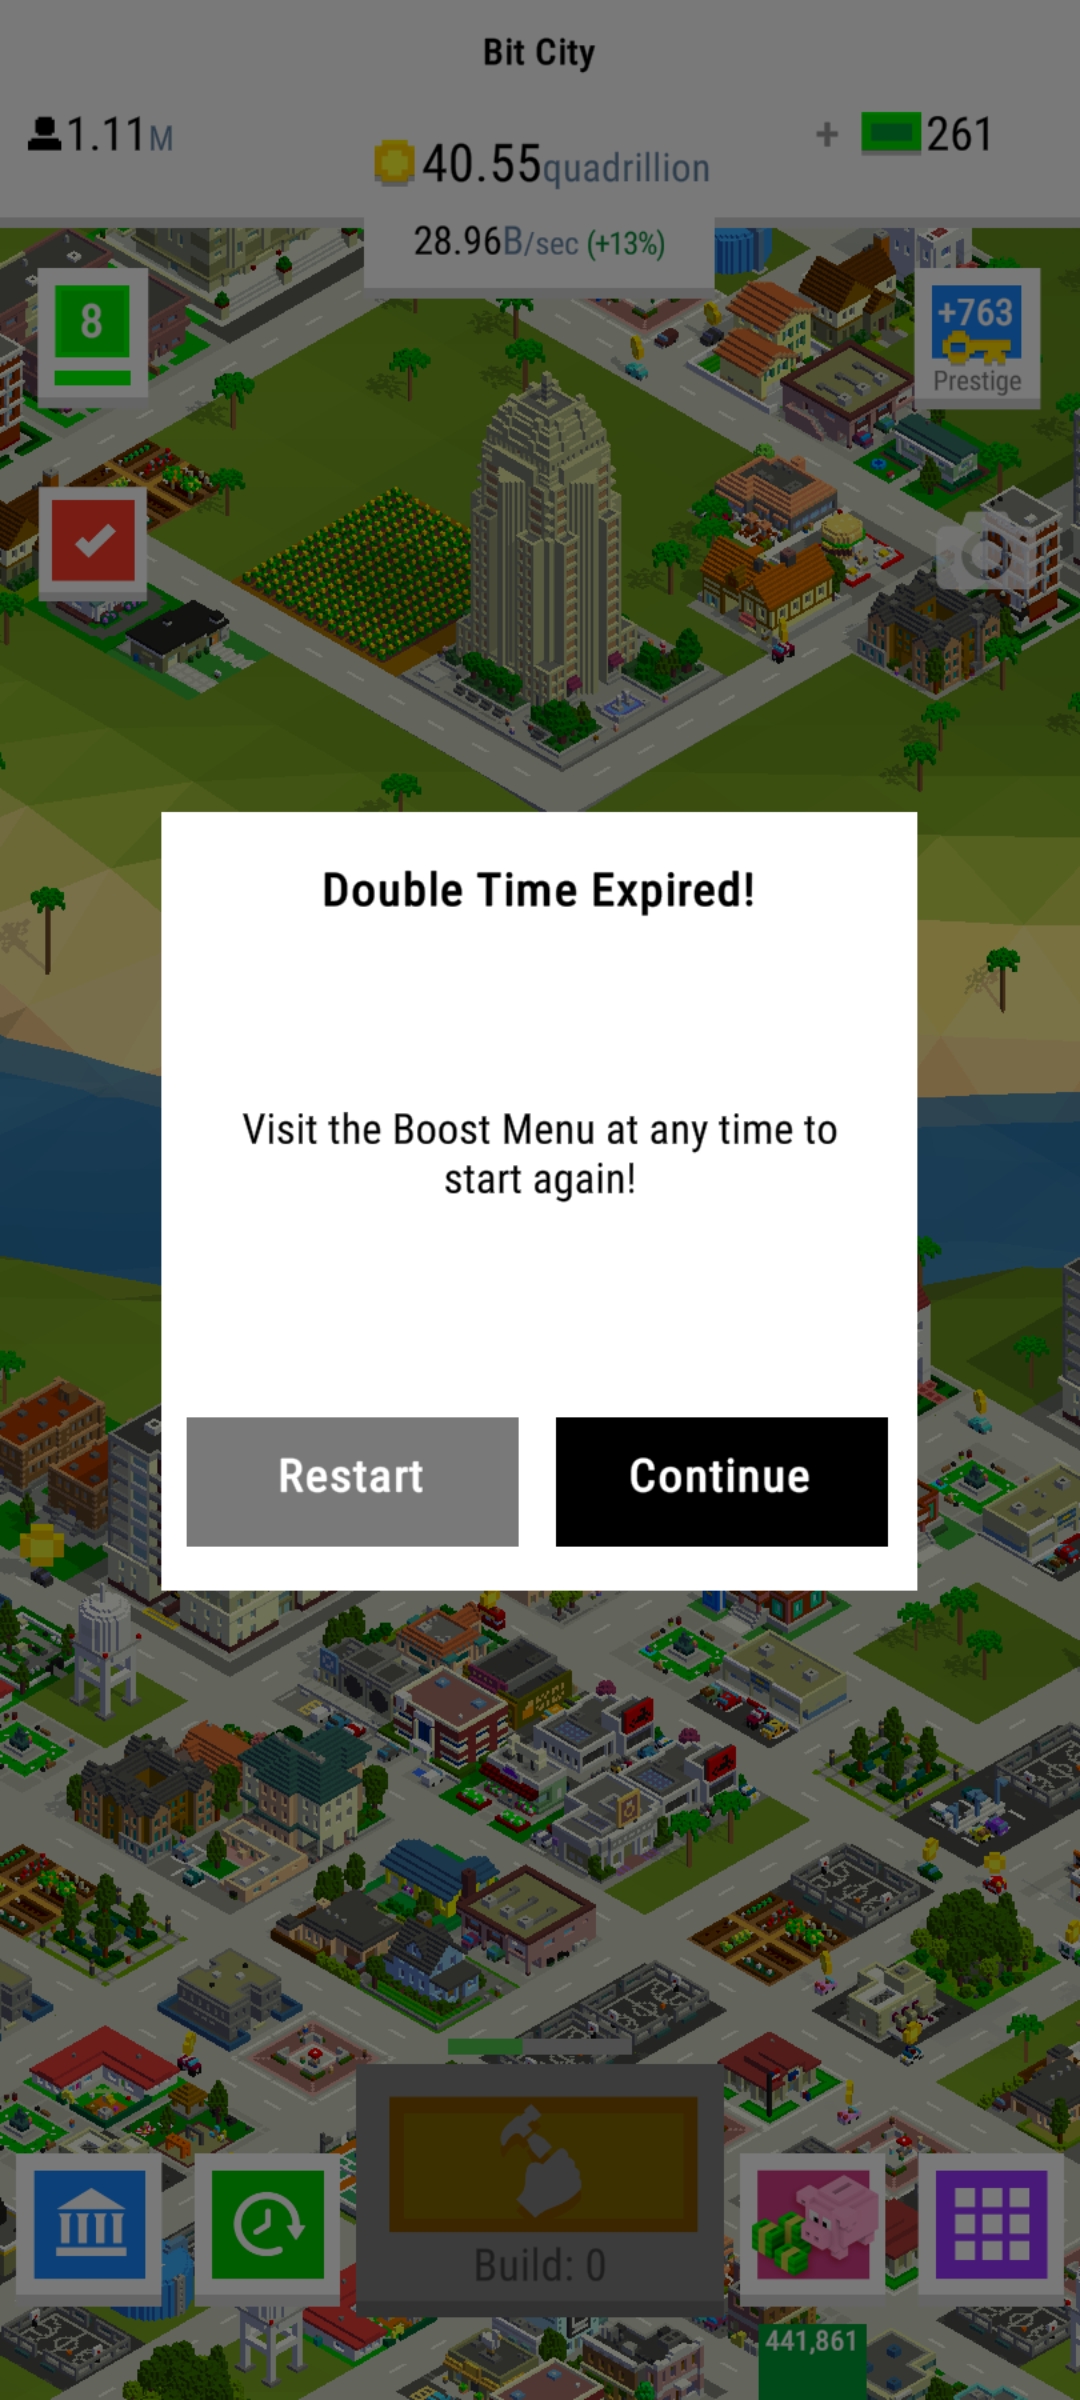 Bit City
1.11M
40.55quadrillion
+ 261
28.96B/sec (+13%)
8
+763
Prestige
Double Time Expired!
Visit the Boost Menu at any time to
start again!
Restart
Continue
Build: 0
441,861